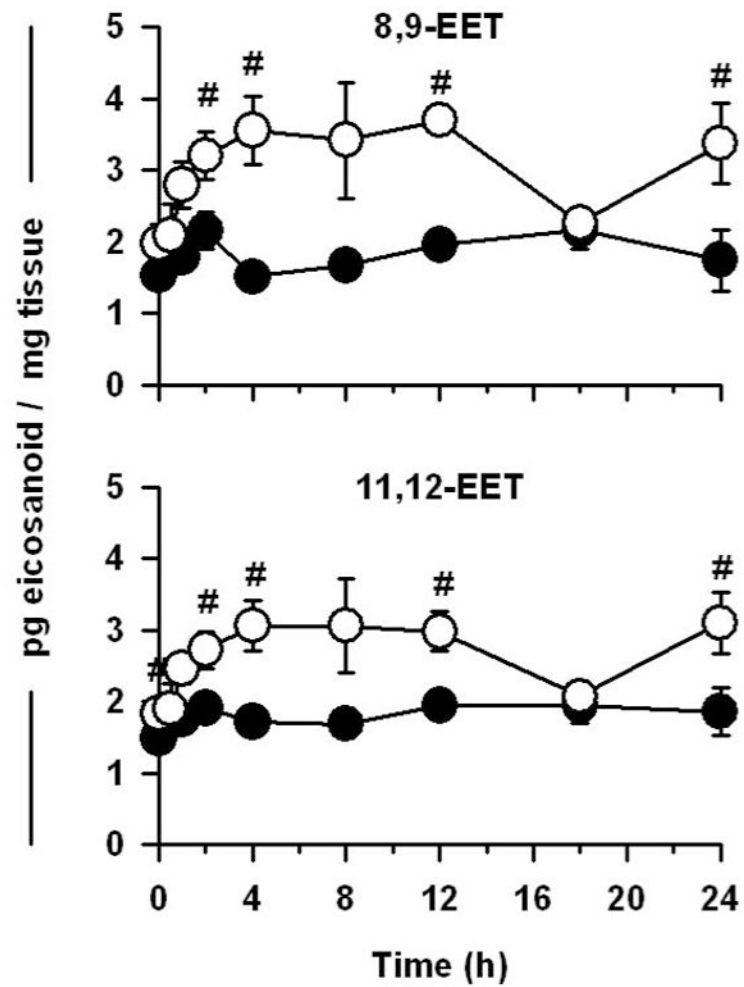 8,9-EET
5
4
3
2
1
0
# # # #
11,12-EET
5
4
3
2
1
0
# # # # #
0 4 8 12 16 20 24
Time (h)
pg eicosanoid / mg tissue